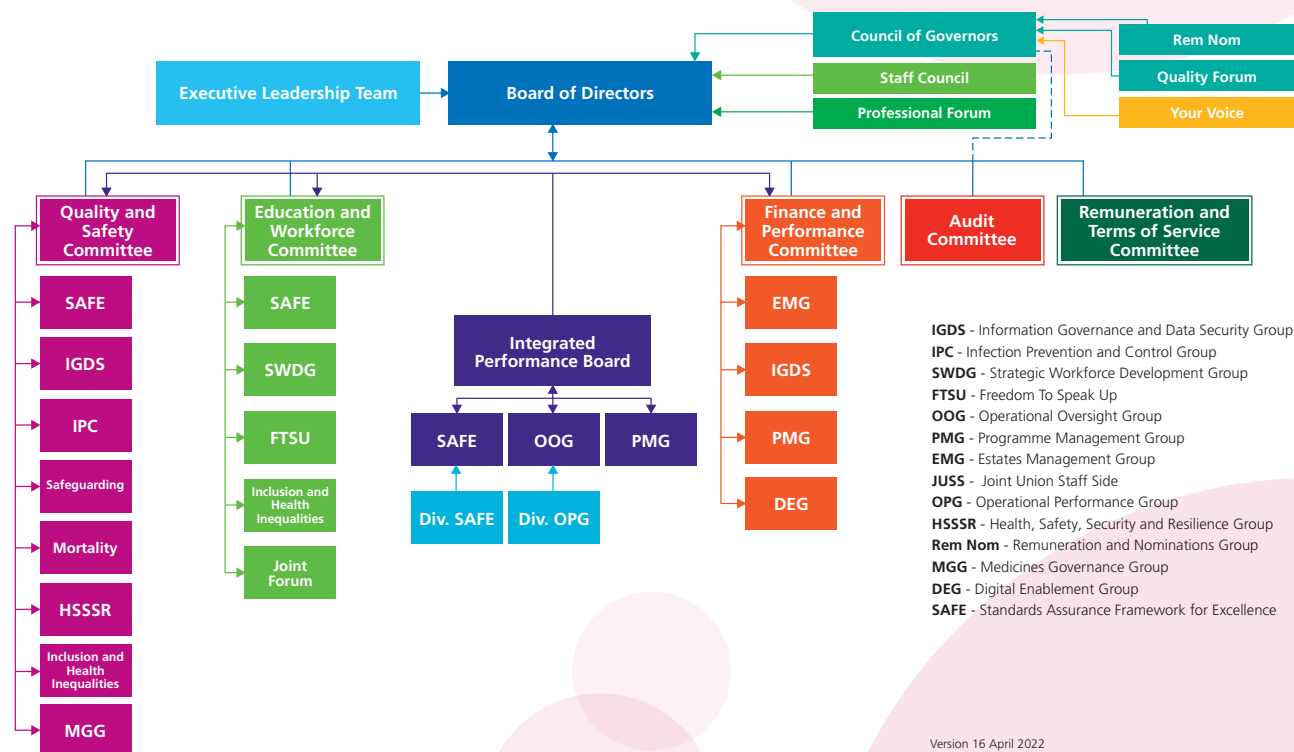 Council of Governors
Rem Nom
Executive Leadership Team
Board of Directors
Staff Council
Quality Forum
Professional Forum
Your Voice
Quality and
Safety
Committee
Education and
Workforce
Committee
Finance and
Performance
Committee
Audit
Committee
Remuneration and
Terms of Service
Committee
SAFE
IGDS
IPC
Safeguarding
Mortality
HSSSR
Inclusion and
Health
Inequalities
MGG
SAFE
SWDG
FTSU
Inclusion and
Health
Inequalities
Joint
Forum
Integrated
Performance Board
SAFE
OOG
PMG
Div. SAFE
Div. OPG
EMG
IGDS
PMG
DEG
IGDS - Information Governance and Data Security Group
IPC - Infection Prevention and Control Group
SWDG - Strategic Workforce Development Group
FTSU - Freedom To Speak Up
OOG - Operational Oversight Group
PMG - Programme Management Group
EMG - Estates Management Group
JUSS - Joint Union Staff Side
OPG - Operational Performance Group
HSSSR - Health, Safety, Security and Resilience Group
Rem Nom - Remuneration and Nominations Group
MGG - Medicines Governance Group
DEG - Digital Enablement Group
SAFE - Standards Assurance Framework for Excellence
Version 16 April 2022